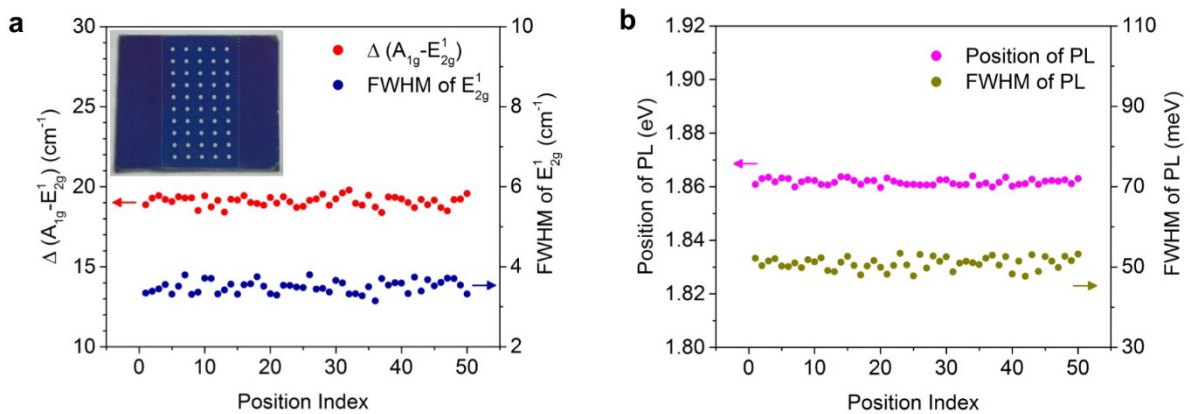 a
30
25
20
15
10
Δ (A1g-E12g) (cm-1)
Δ (A1g-E12g)
FWHM of E12g
10
8
6
4
2
FWHM of E12g (cm-1)
0 10 20 30 40 50
Position Index
b
1.92
1.90
1.88
1.86
1.84
1.82
1.80
Position of PL (eV)
Position of PL
FWHM of PL
110
90
70
50
30
FWHM of PL (meV)
0 10 20 30 40 50
Position Index